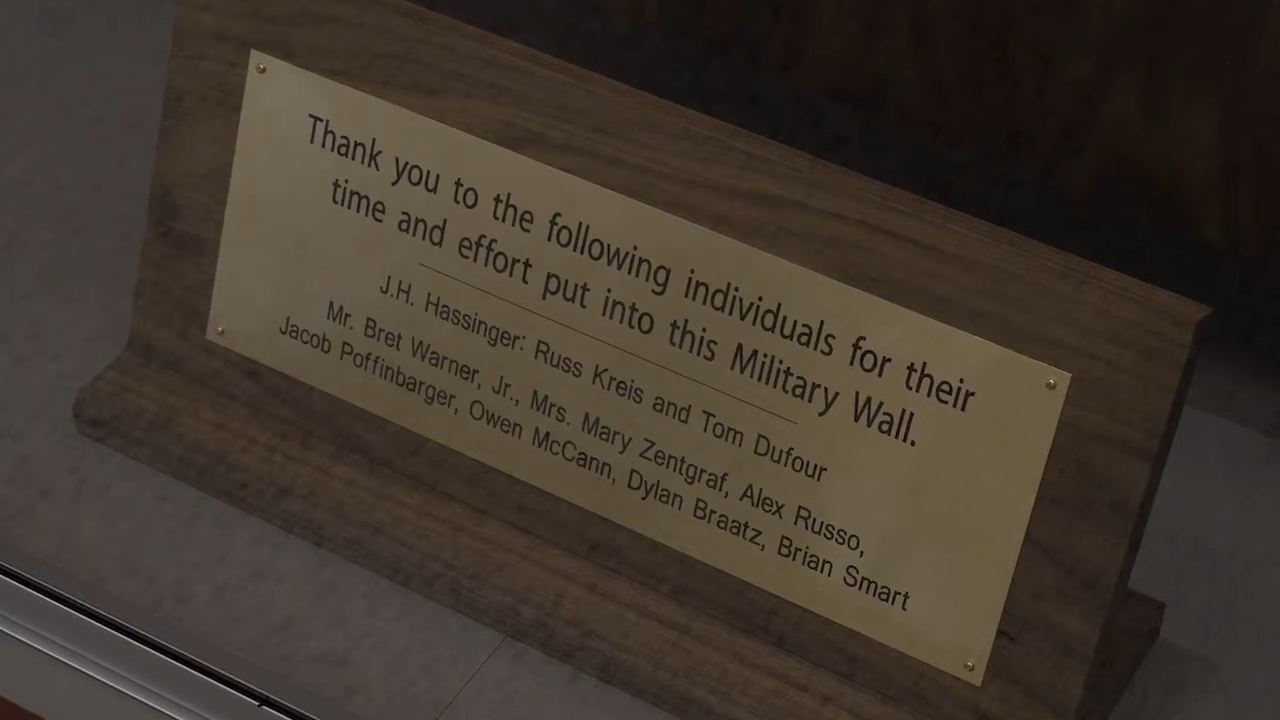 Thank you to the following individuals for their
time and effort put into this Military Wall.
J.H. Hassinger: Russ Kreis and Tom Dufour
Mr. Bret Warner, Jr., Mrs. Mary Zentgraf, Alex Russo,
Jacob Poffinbarger, Owen McCann, Dylan Braatz, Brian Smart